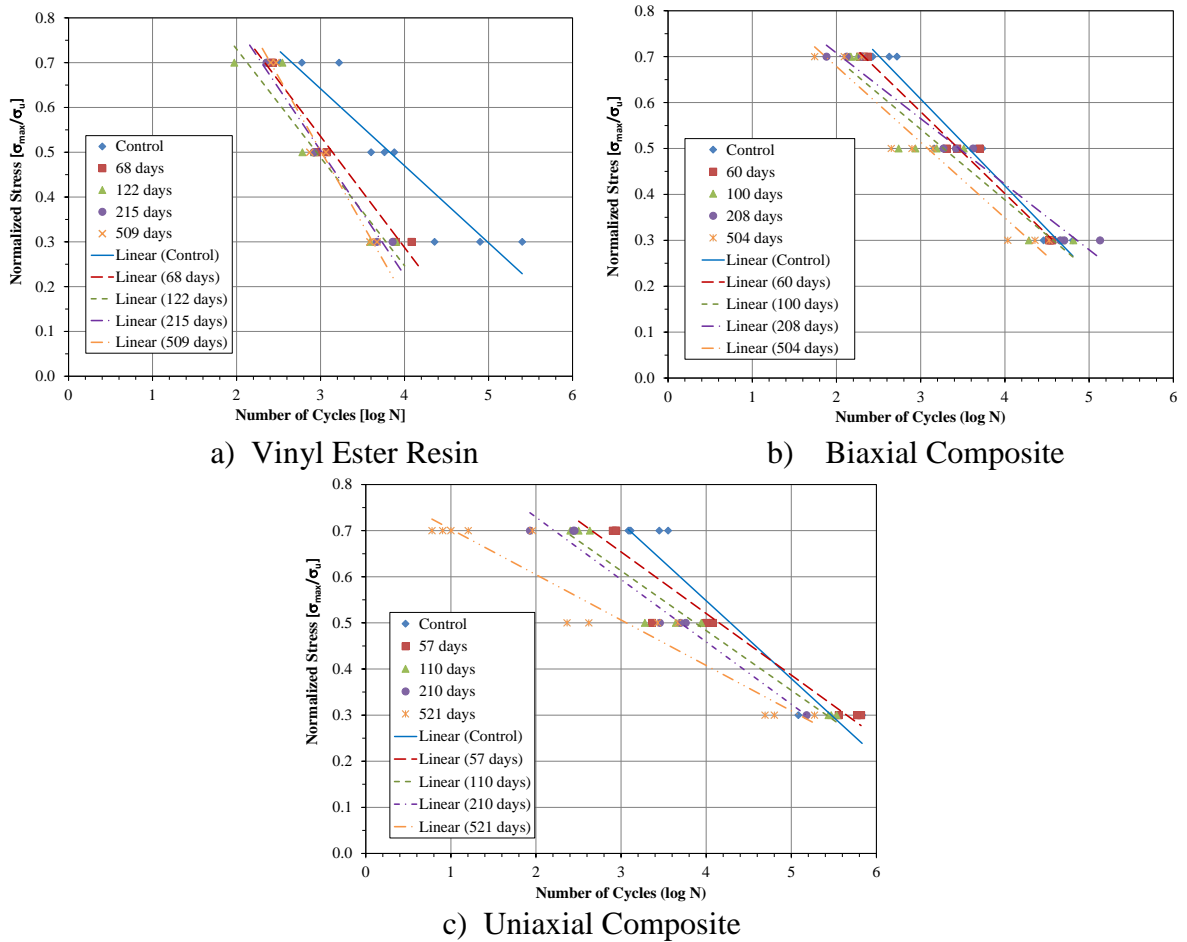 0.8
0.7
0.6
0.5
0.4
0.3
0.2
0.1
0.0
Normalized Stress [σmax/σu]
Control
68 days
122 days
215 days
509 days
Linear (Control)
Linear (68 days)
Linear (122 days)
Linear (215 days)
Linear (509 days)
0 1 2 3 4 5 6
Number of Cycles [log N]
a) Vinyl Ester Resin
0.8
0.7
0.6
0.5
0.4
0.3
0.2
0.1
0.0
Normalized Stres [σmax/σu]
Control
60 days
100 days
208 days
504 days
Linear (Control)
Linear (60 days)
Linear (100 days)
Linear (208 days)
Linear (504 days)
0 1 2 3 4 5 6
Number of Cycles (log N)
b) Biaxial Composite
0.8
0.7
0.6
0.5
0.4
0.3
0.2
0.1
0.0
Normalized Stress [σmax/σu]
Control
57 days
110 days
210 days
521 days
Linear (Control)
Linear (57 days)
Linear (110 days)
Linear (210 days)
Linear (521 days)
0 1 2 3 4 5 6
Number of Cycles (log N)
c) Uniaxial Composite